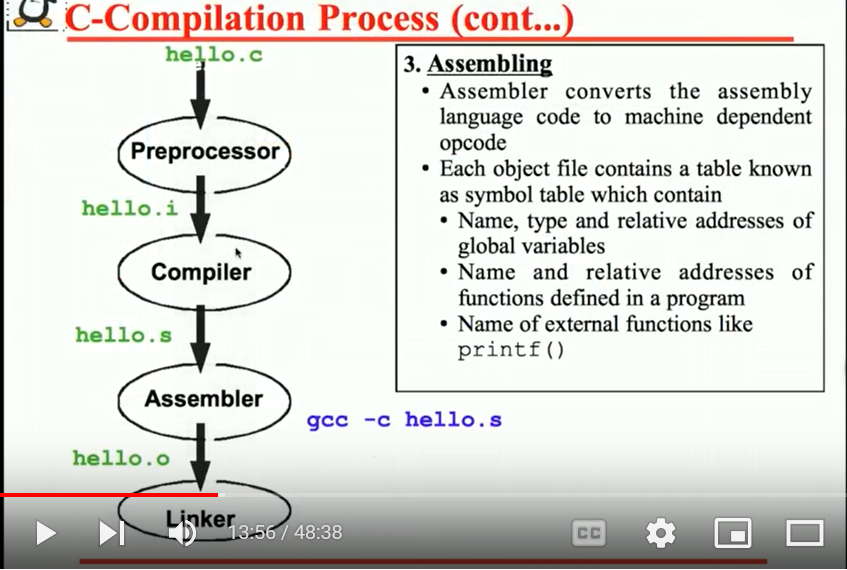 C-Compilation Process (cont...)
hello.c
Preprocessor
hello.i
Compiler
hello.s
Assembler
gcc -c hello.s
hello.o
Linker
3. Assembling
• Assembler converts the assembly
language code to machine dependent
opcode
• Each object file contains a table known
as symbol table which contain
• Name, type and relative addresses of
global variables
• Name and relative addresses of
functions defined in a program
• Name of external functions like
printf()
13:56 / 48:38
CC